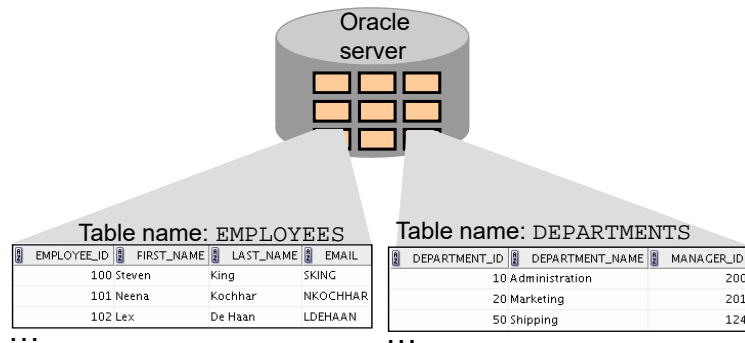 Oracle
server
Table name: EMPLOYEES
EMPLOYEE_ID FIRST_NAME LAST_NAME EMAIL
100 Steven King SKING
101 Neena Kochhar NKOCHHAR
102 Lex De Haan LDEHAAN
...
Table name: DEPARTMENTS
DEPARTMENT_ID DEPARTMENT_NAME MANAGER_ID
10 Administration 200
20 Marketing 201
50 Shipping 124
...